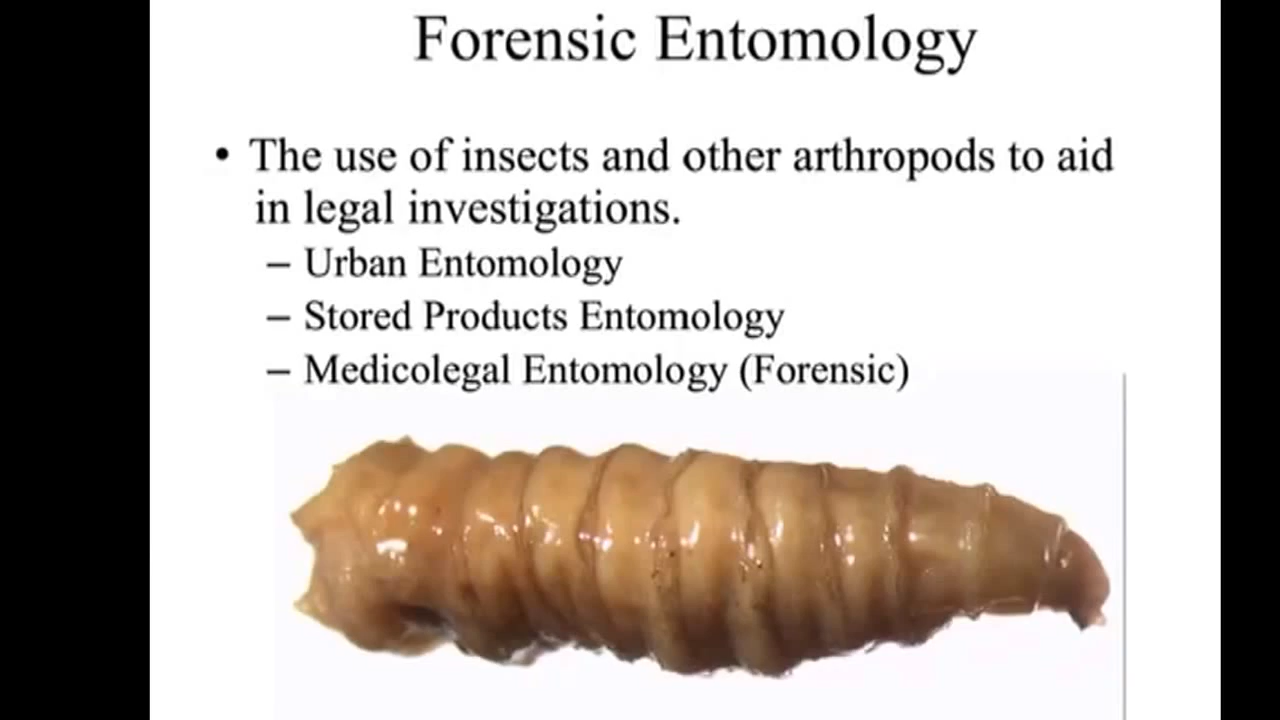 Forensic Entomology
• The use of insects and other arthropods to aid
in legal investigations.
– Urban Entomology
– Stored Products Entomology
– Medicolegal Entomology (Forensic)